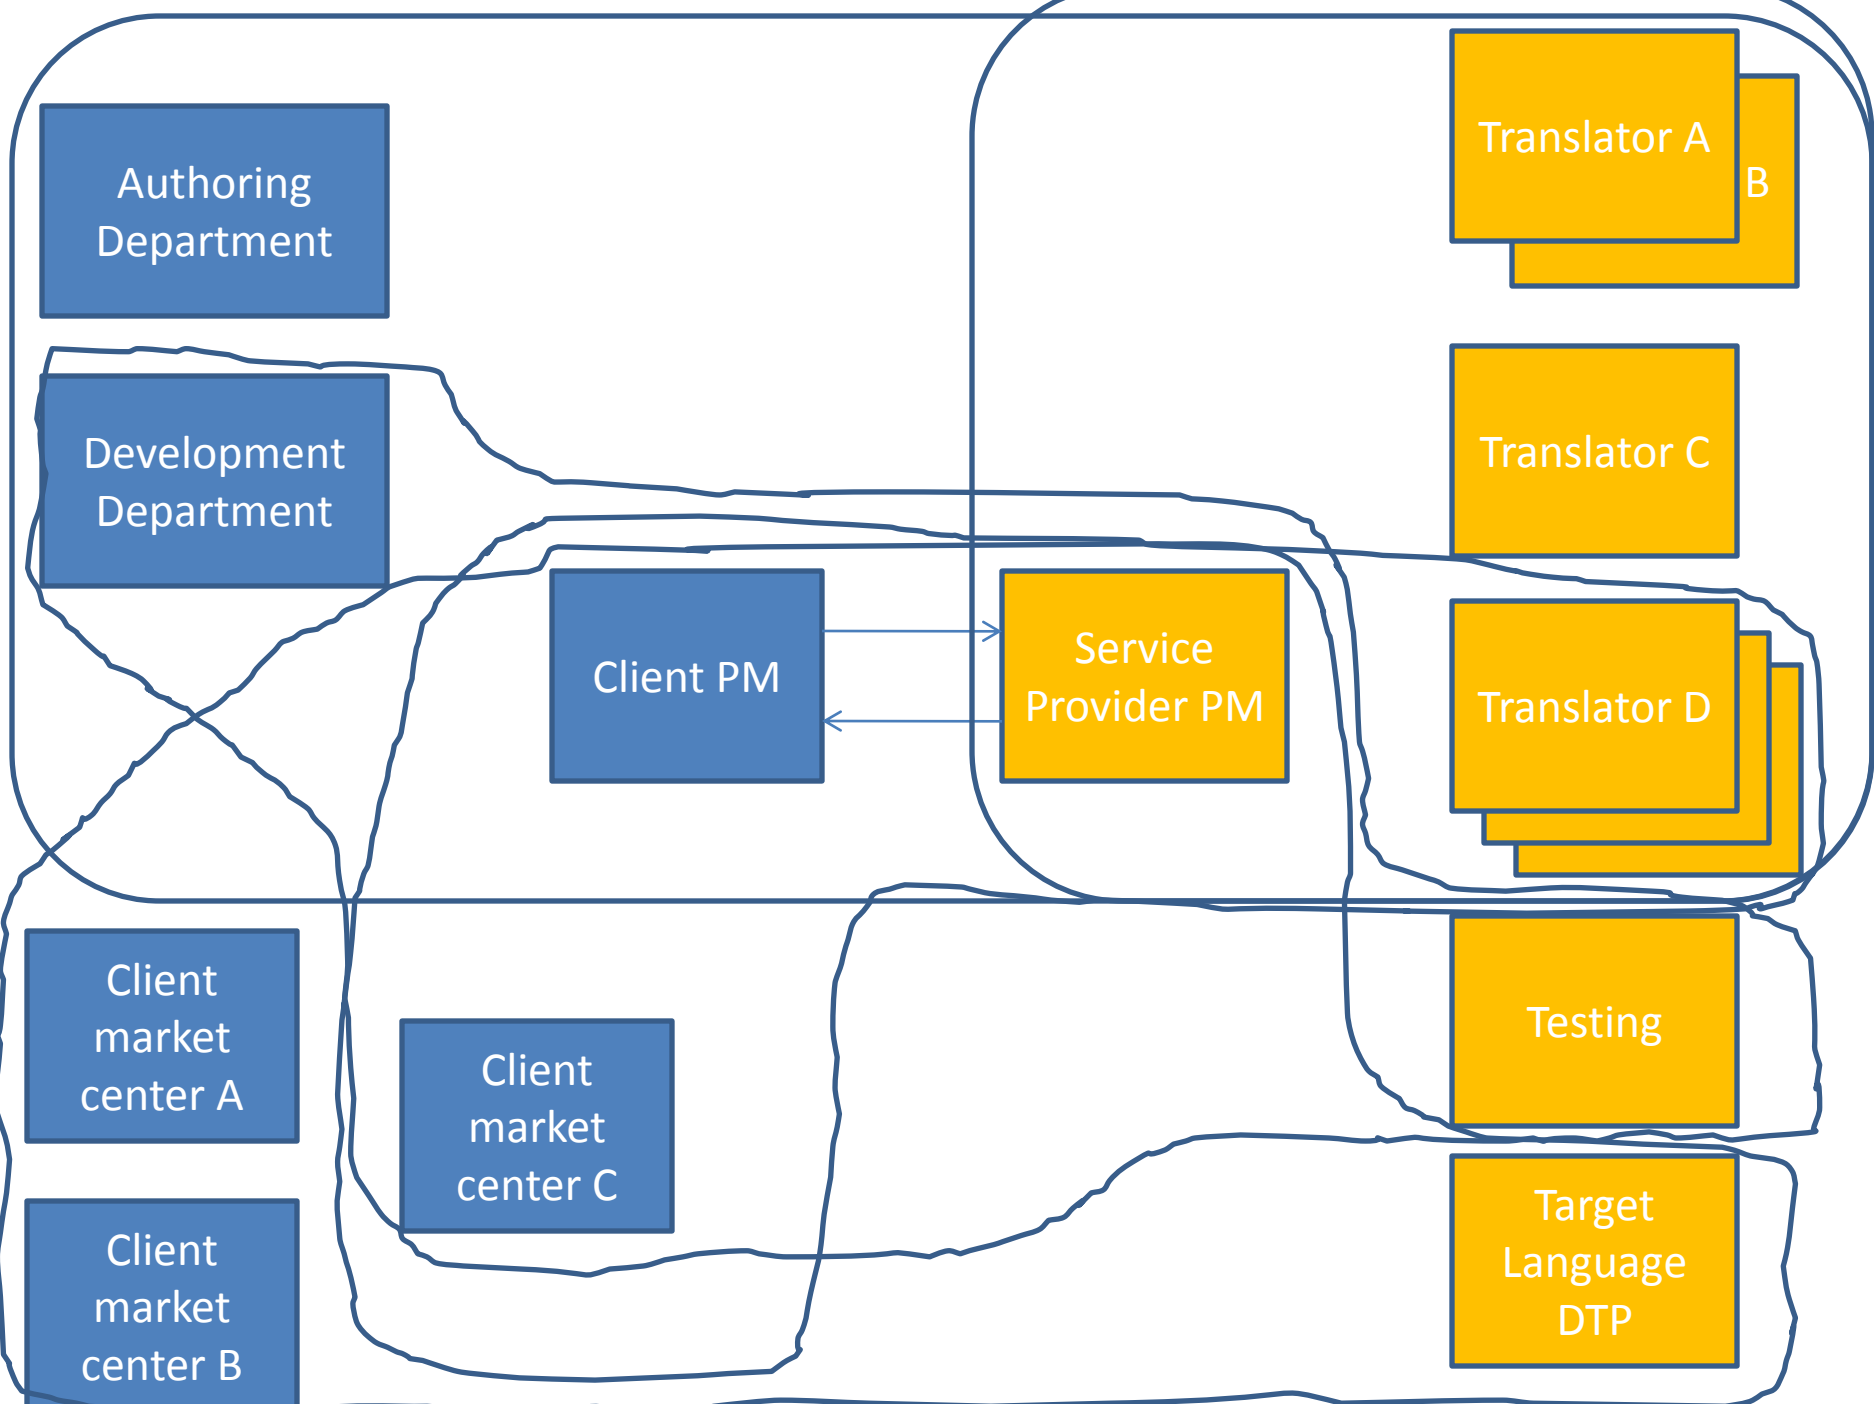 Authoring
Department
Development
Department
Client PM
Service
Provider PM
Translator A
B
Translator C
Translator D
Client
market
center A
Client
market
center B
Client
market
center C
Testing
Target
Language
DTP